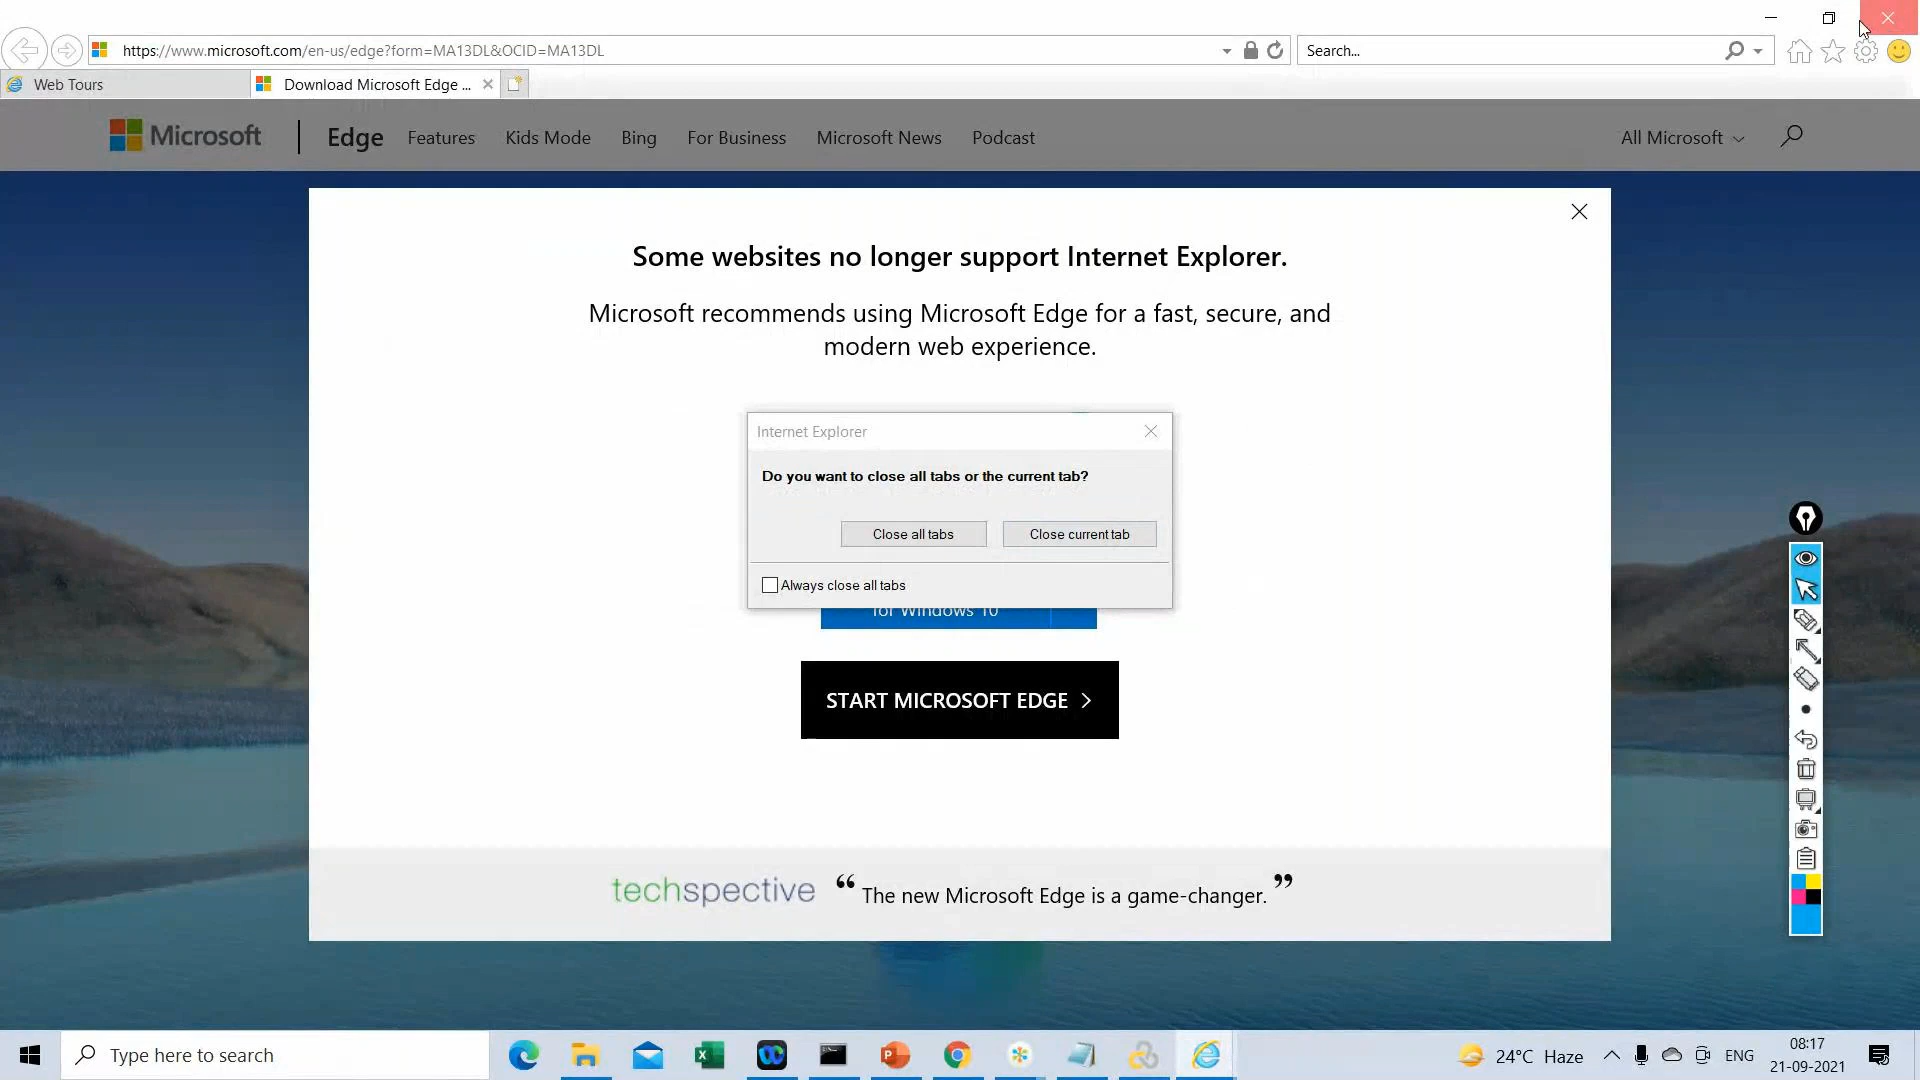 https://www.microsoft.com/en-us/edge?form=MA13DL&OCID=MA13DL
Search...
Web Tours
Download Microsoft Edge ...
Microsoft
Edge
Features
Kids Mode
Bing
For Business
Microsoft News
Podcast
All Microsoft
Some websites no longer support Internet Explorer.
Microsoft recommends using Microsoft Edge for a fast, secure, and
modern web experience.
Internet Explorer
Do you want to close all tabs or the current tab?
Close all tabs
Close current tab
Always close all tabs
for Windows 10
START MICROSOFT EDGE
techspective
“ The new Microsoft Edge is a game-changer. ”
Type here to search
24°C Haze
ENG
08:17
21-09-2021